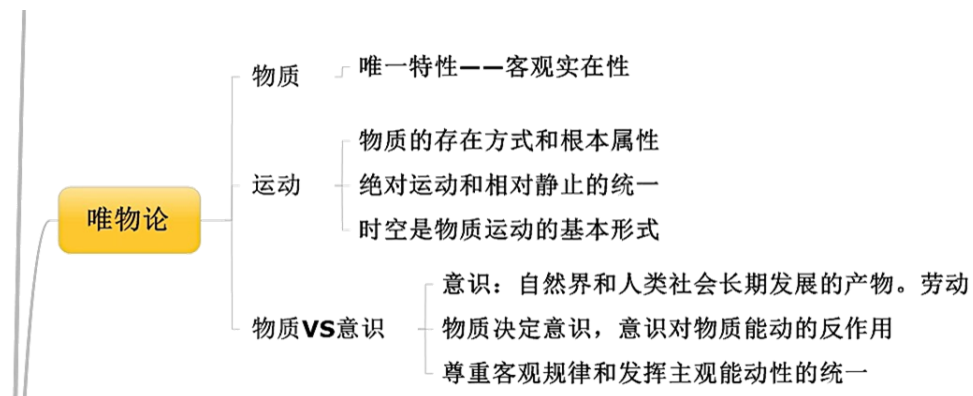 物质
唯一特性——客观实在性
物质的存在方式和根本属性
运动
绝对运动和相对静止的统一
唯物论
时空是物质运动的基本形式
意识：自然界和人类社会长期发展的产物。劳动
物质VS意识
物质决定意识，意识对物质能动的反作用
尊重客观规律和发挥主观能动性的统一